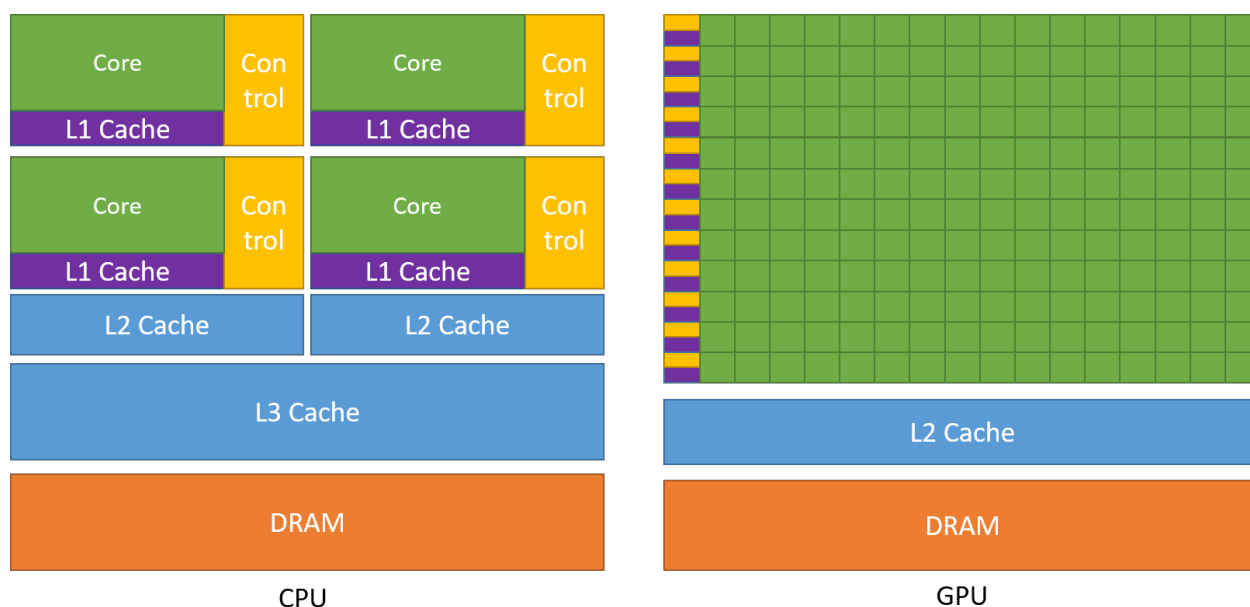 Core
Con
trol
L1 Cache
Core
Con
trol
L1 Cache
Core
Con
trol
L1 Cache
Core
Con
trol
L1 Cache
L2 Cache
L2 Cache
L3 Cache
DRAM
CPU
L2 Cache
DRAM
GPU